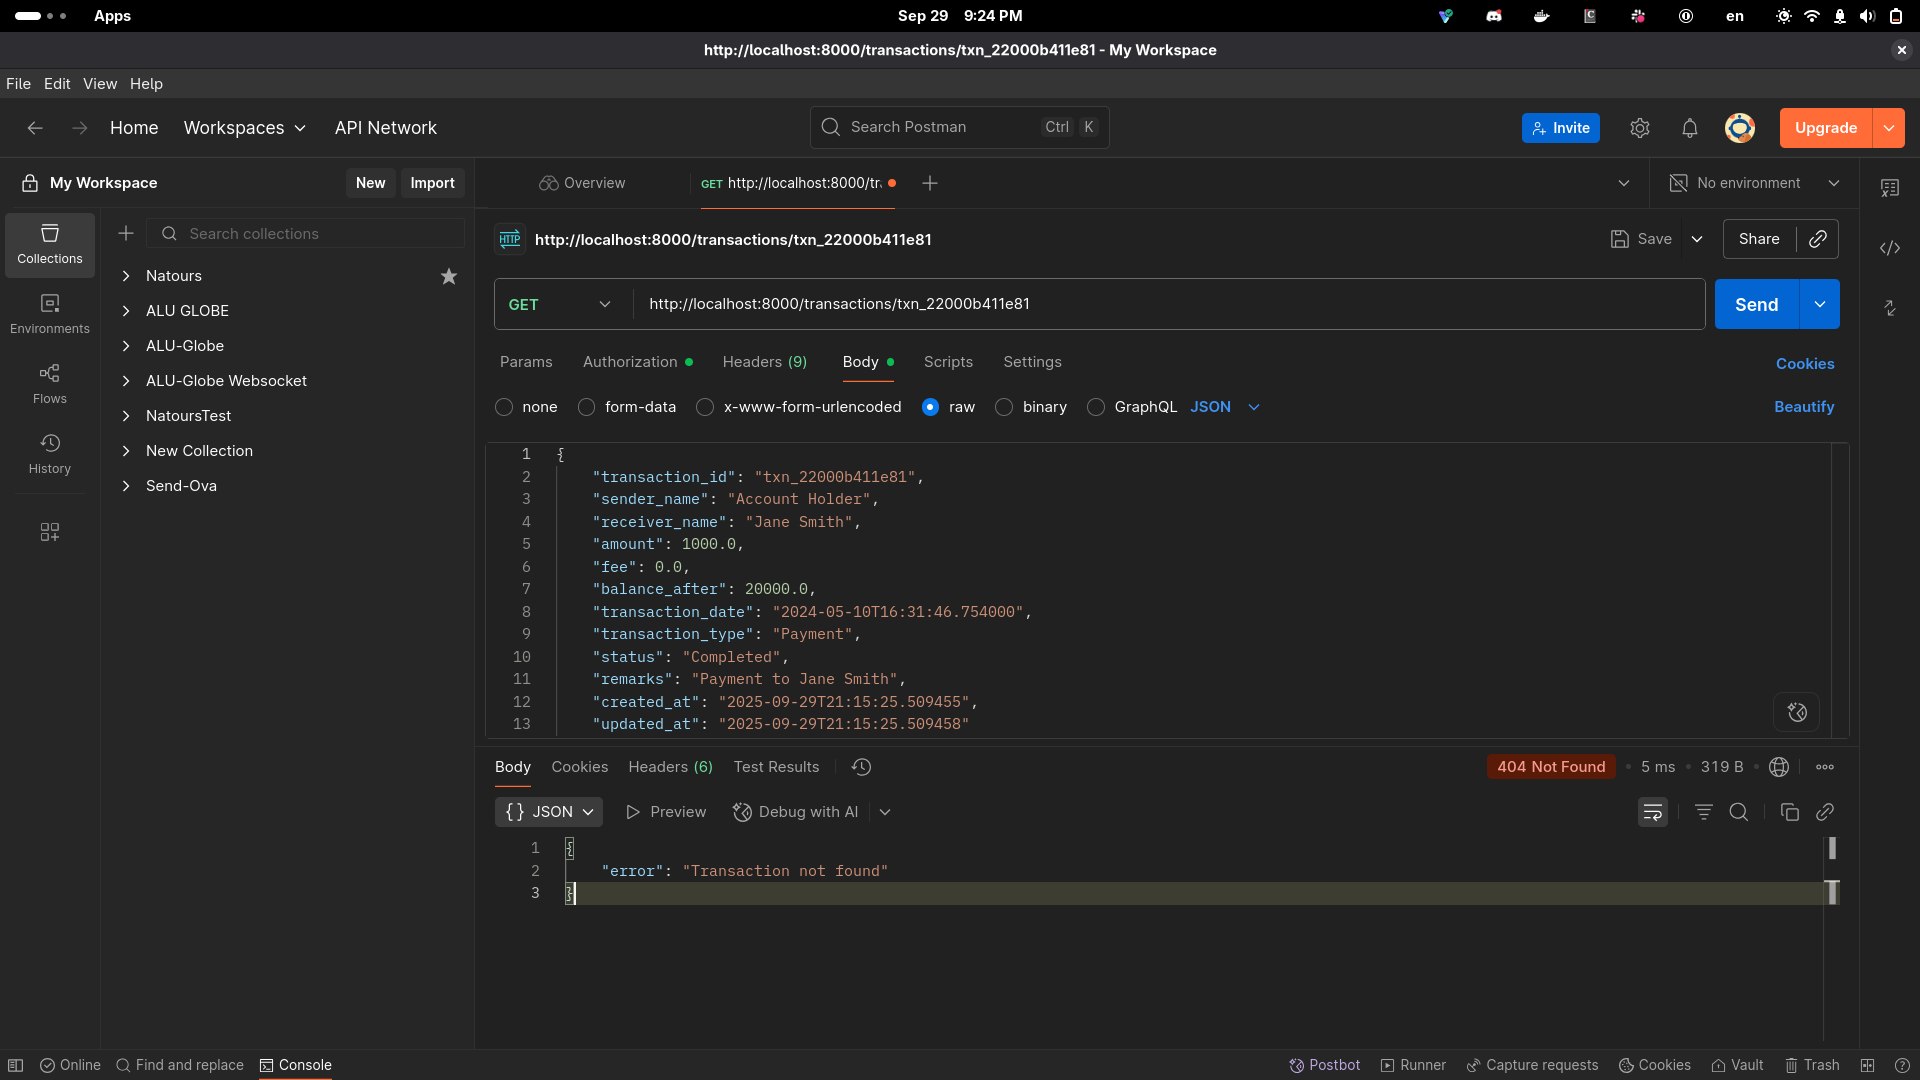 Apps
Sep 29 9:24 PM
en
http://localhost:8000/transactions/txn_22000b411e81 - My Workspace
File Edit View Help
Home Workspaces API Network
Search Postman Ctrl K
Invite
Upgrade
My Workspace New Import
Overview
GET http://localhost:8000/tr
No environment
Search collections
Collections
Environments
Flows
History
Natours
ALU GLOBE
ALU-Globe
ALU-Globe Websocket
NatoursTest
New Collection
Send-Ova
HTTP http://localhost:8000/transactions/txn_22000b411e81
Save Share
GET http://localhost:8000/transactions/txn_22000b411e81
Send
Params Authorization Headers (9) Body Scripts Settings
Cookies
none form-data x-www-form-urlencoded raw binary GraphQL JSON
Beautify
1 {
2 "transaction_id": "txn_22000b411e81",
3 "sender_name": "Account Holder",
4 "receiver_name": "Jane Smith",
5 "amount": 1000.0,
6 "fee": 0.0,
7 "balance_after": 20000.0,
8 "transaction_date": "2024-05-10T16:31:46.754000",
9 "transaction_type": "Payment",
10 "status": "Completed",
11 "remarks": "Payment to Jane Smith",
12 "created_at": "2025-09-29T21:15:25.509455",
13 "updated_at": "2025-09-29T21:15:25.509458"
Body Cookies Headers (6) Test Results
404 Not Found 5 ms 319 B
{} JSON Preview Debug with AI
1 {
2 "error": "Transaction not found"
3 }
Online Find and replace Console
Postbot Runner Capture requests Cookies Vault Trash